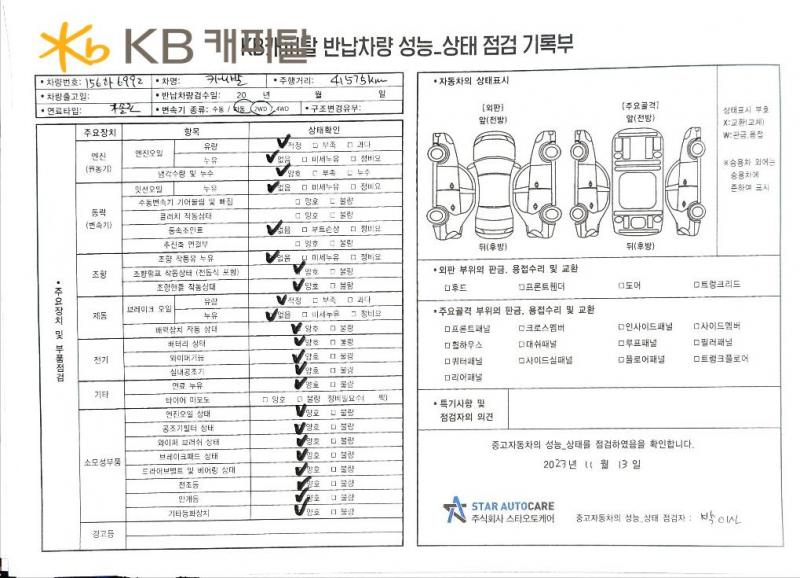 KB 캐피탈
KB캐피탈 반납차량 성능_상태 점검 기록부
•차량번호: 156하6992 •차명: 카니발 •주행거리: 41575km
•차량출고일: •반납차량검수일: 20 년 월 일
•연료타입: 가솔린 •변속기 종류: 수동 / 자동 2WD 4WD •구조변경유무:
•주요장치 및 부품점검
주요장치 항목 상태확인
엔진 (원동기) 엔진오일 유량 ✓적정 □부족 □과다
누유 ✓없음 □미세누유 □정비요
냉각수량 및 누수 ✓양호 □부족 □누수
동력 (변속기) 밋션오일 누유 ✓없음 □미세누유 □정비요
수동변속기 기어물림 및 빠짐 □양호 □불량
클러치 작동상태 □양호 □불량
등속조인트 ✓없음 □부트손상 □정비요
추진축 연결부 □양호 □불량
조향 조향 작동유 누유 ✓없음 □미세누유 □정비요
조향펌프 작동상태 (전동식 포함) ✓양호 □불량
조향핸들 작동상태 ✓양호 □불량
제동 브레이크 오일 유량 ✓적정 □부족 □과다
누유 ✓없음 □미세누유 □정비요
배력장치 작동 상태 ✓양호 □불량
전기 배터리 상태 ✓양호 □불량
와이퍼기능 ✓양호 □불량
실내공조기 ✓양호 □불량
기타 연료 누유 ✓양호 □불량
타이어 마모도 □양호 □불량 정비필요수( 짝)
소모성부품 엔진오일 상태 ✓양호 □불량
공조기필터 상태 ✓양호 □불량
와이퍼 브러쉬 상태 ✓양호 □불량
브레이크패드 상태 ✓양호 □불량
드라이브벨트 및 베어링 상태 ✓양호 □불량
전조등 ✓양호 □불량
안개등 ✓양호 □불량
기타등화장치 ✓양호 □불량
경고등
•자동차의 상태표시
[외판] 앞(전방)
[주요골격] 앞(전방)
뒤(후방) 뒤(후방)
상태표시 부호
X:교환(교체)
W:판금,용접
※승용차 외에는
승용차에
준하여 표시
•외판 부위의 판금, 용접수리 및 교환
□후드 □프론트휀더 □도어 □트렁크리드
•주요골격 부위의 판금, 용접수리 및 교환
□프론트패널 □크로스멤버 □인사이드패널 □사이드멤버
□휠하우스 □대쉬패널 □루프패널 □필러패널
□쿼터패널 □사이드실패널 □플로어패널 □트렁크플로어
□리어패널
•특기사항 및
점검자의 의견
중고자동차의 성능_상태를 점검하였음을 확인합니다.
2023년 11월 13일
STAR AUTOCARE
주식회사 스타오토케어 중고자동차의 성능_상태 점검자 :